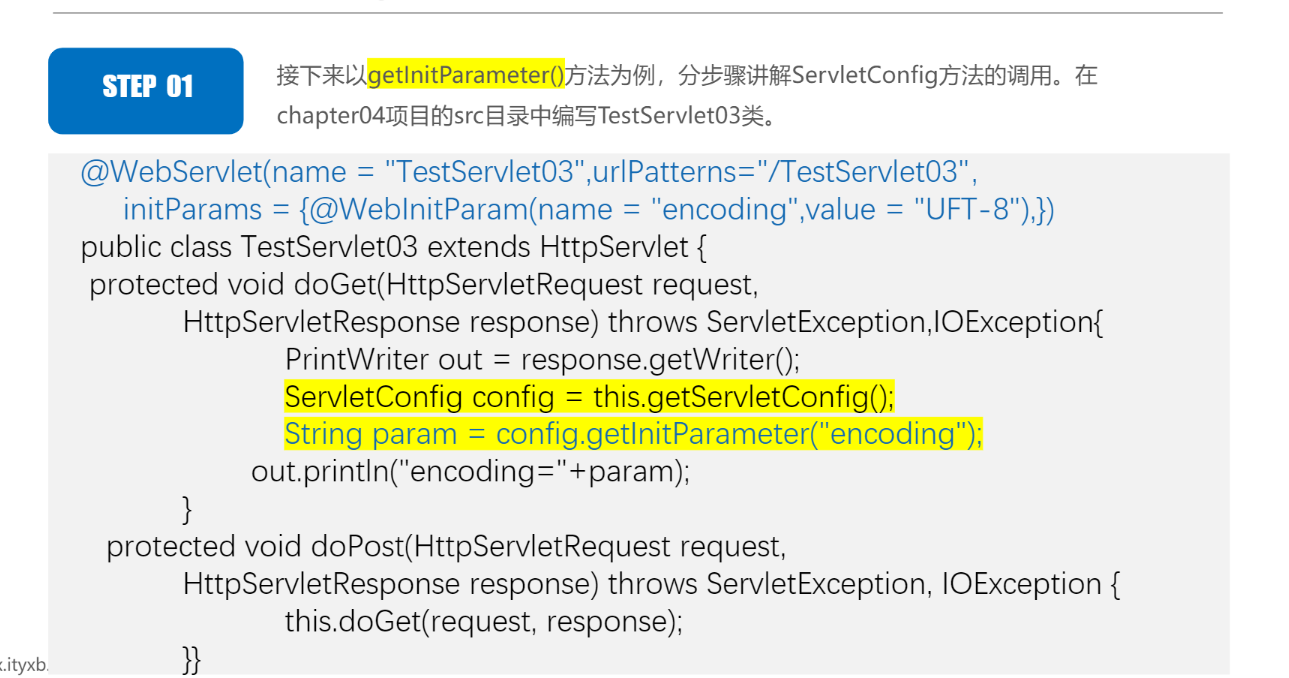 STEP 01
接下来以getInitParameter()方法为例，分步骤讲解ServletConfig方法的调用。在
chapter04项目的src目录中编写TestServlet03类。
@WebServlet(name = "TestServlet03",urlPatterns="/TestServlet03",
initParams = {@WebInitParam(name = "encoding",value = "UFT-8"),})
public class TestServlet03 extends HttpServlet {
protected void doGet(HttpServletRequest request,
HttpServletResponse response) throws ServletException,IOException{
PrintWriter out = response.getWriter();
ServletConfig config = this.getServletConfig();
String param = config.getInitParameter("encoding");
out.println("encoding="+param);
}
protected void doPost(HttpServletRequest request,
HttpServletResponse response) throws ServletException, IOException {
this.doGet(request, response);
}}
x.ityxb.